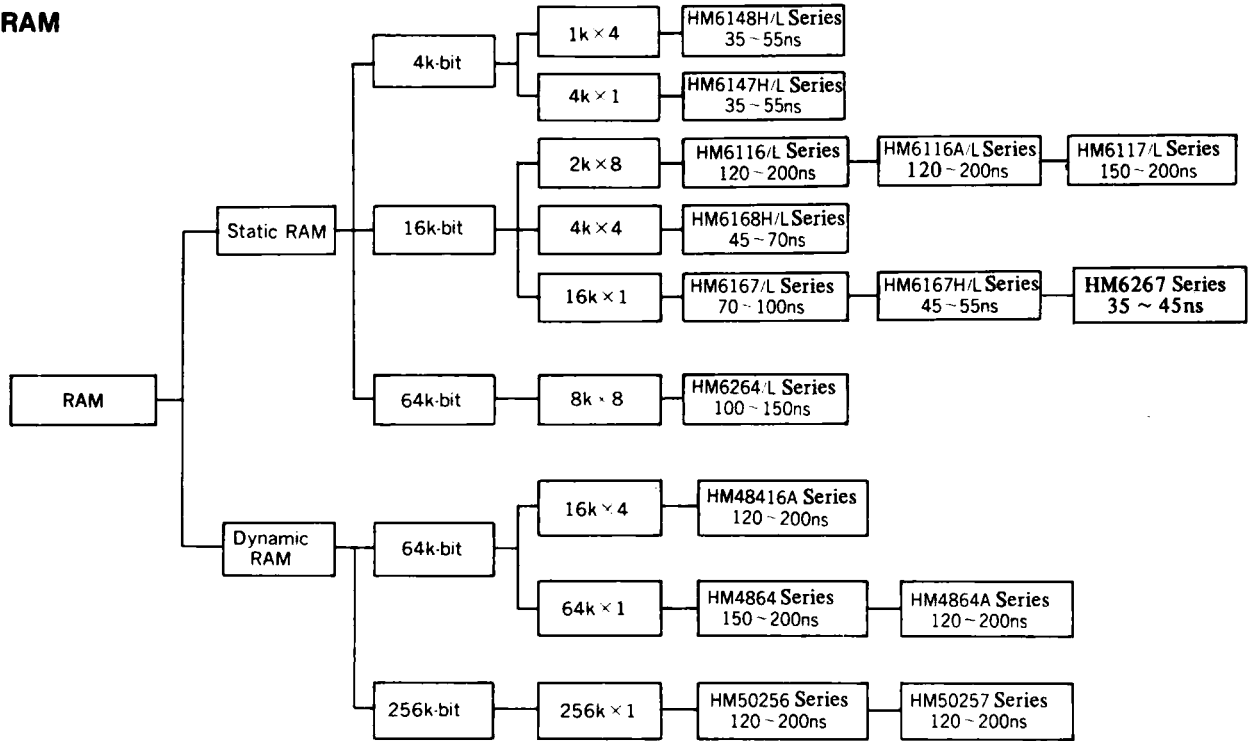 RAM
HM6148H/L Series
35~55ns
1k×4
4k-bit
HM6147H/L Series
35~55ns
4k×1
HM6116/L Series
120~200ns
HM6116A/L Series
120~200ns
HM6117/L Series
150~200ns
2k×8
Static RAM
16k-bit
4k×4
HM6168H/L Series
45~70ns
HM6167/L Series
70~100ns
HM6167H/L Series
45~55ns
HM6267 Series
35 ~ 45ns
16k×1
RAM
64k-bit
8k×8
HM6264/L Series
100~150ns
16k×4
HM48416A Series
120~200ns
Dynamic
RAM
64k-bit
64k×1
HM4864 Series
150~200ns
HM4864A Series
120~200ns
256k-bit
256k×1
HM50256 Series
120~200ns
HM50257 Series
120~200ns